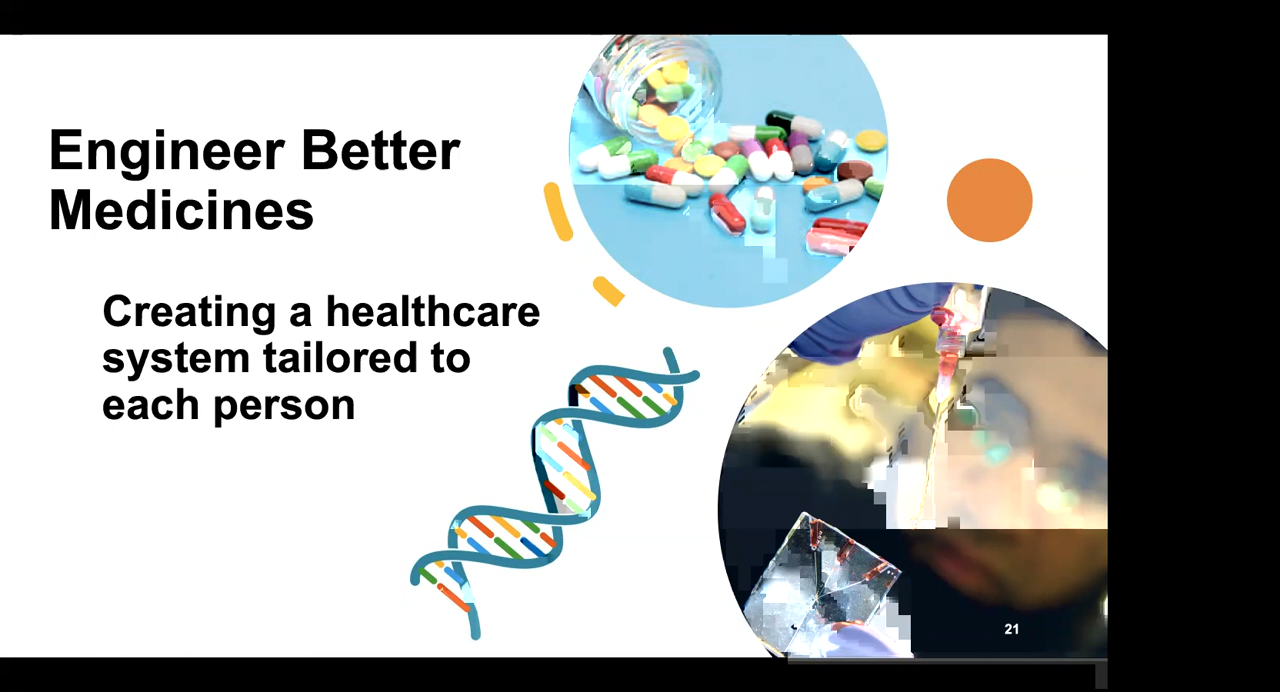 Engineer Better
Medicines
Creating a healthcare
system tailored to
each person
21